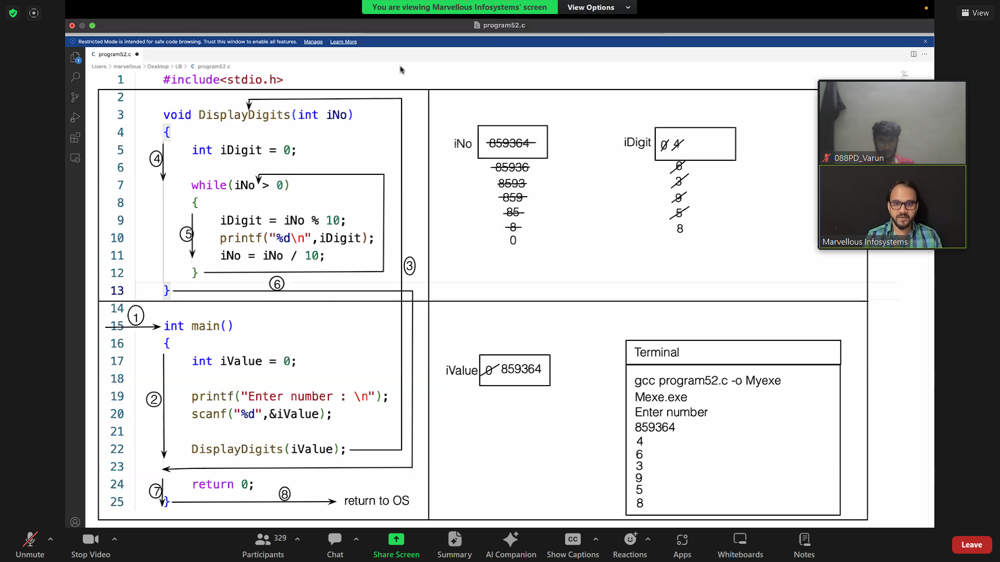 You are viewing Marvellous Infosystems' screen
View Options
View
program52.c
Restricted Mode is intended for safe code browsing. Trust this window to enable all features. Manage Learn More
C program52.c
Users > marvellous > Desktop > LB > C program52.c
1 #include<stdio.h>
2
3 void DisplayDigits(int iNo)
4 {
5 int iDigit = 0;
6
7 while(iNo > 0)
8 {
9 iDigit = iNo % 10;
10 printf("%d\n",iDigit);
11 iNo = iNo / 10;
12 }
13 }
14
15 int main()
16 {
17 int iValue = 0;
18
19 printf("Enter number : \n");
20 scanf("%d",&iValue);
21
22 DisplayDigits(iValue);
23
24 return 0;
25 }
1
2
3
4
5
6
7
8
return to OS
iNo 859364
85936
8593
859
85
8
0
iDigit 0 4
6
3
9
5
8
iValue 0 859364
Terminal
gcc program52.c -o Myexe
Mexe.exe
Enter number
859364
4
6
3
9
5
8
088PD_Varun
Marvellous Infosystems
1
Unmute
Stop Video
Participants 329
Chat
Share Screen
Summary
AI Companion
CC
Show Captions
Reactions
Apps
Whiteboards
Notes
Leave